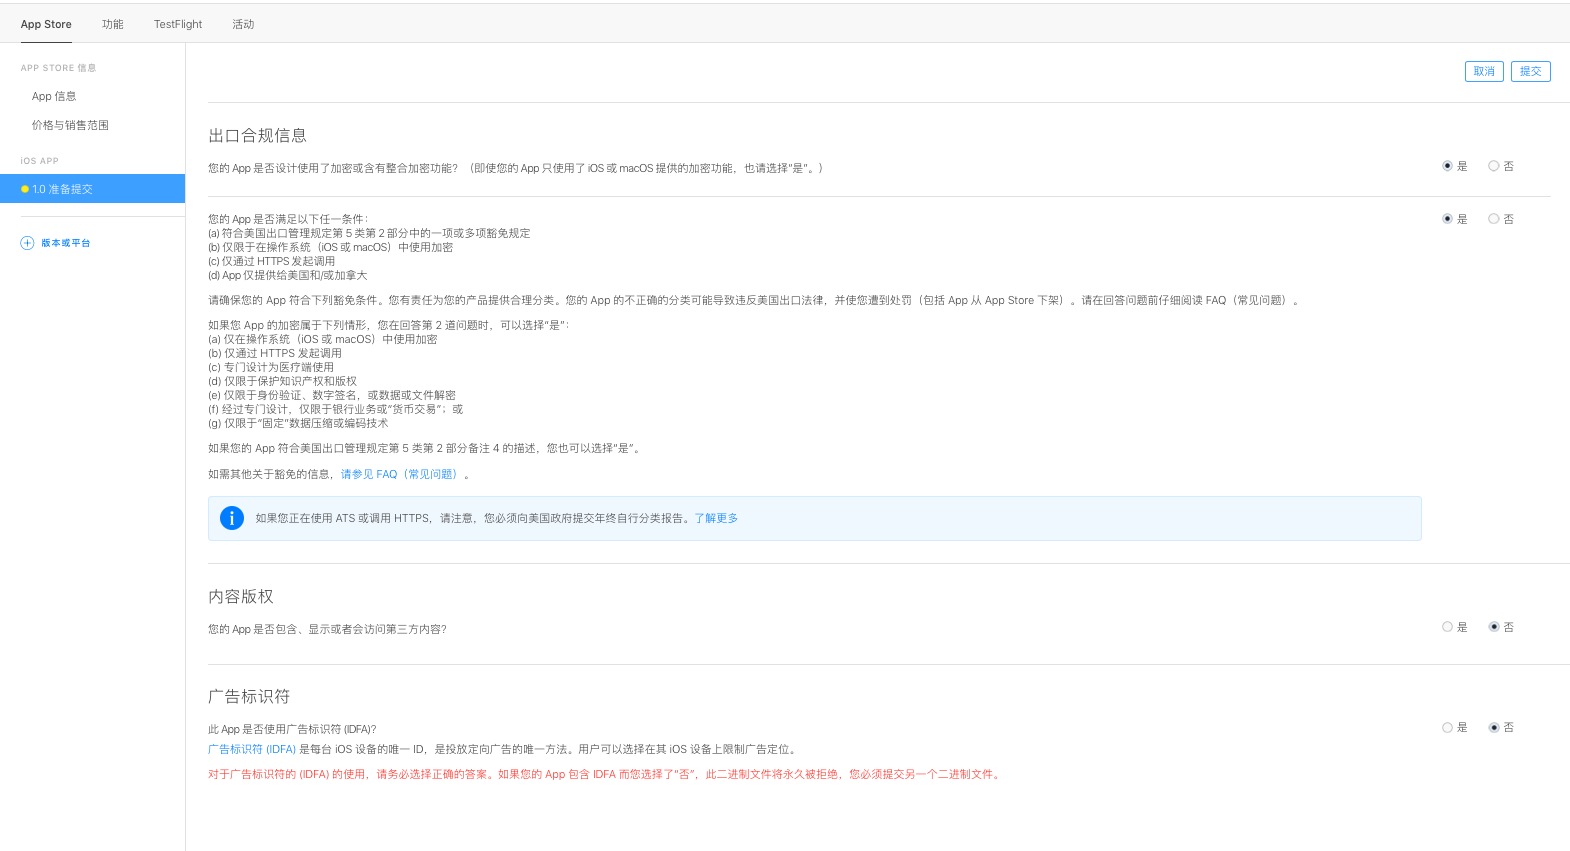 App Store 功能 TestFlight 活动
APP STORE 信息
App 信息
价格与销售范围
iOS APP
1.0 准备提交
版本或平台
取消 提交
出口合规信息
您的 App 是否设计使用了加密或含有整合加密功能？（即使您的 App 只使用了 iOS 或 macOS 提供的加密功能，也请选择“是”。）
是 否
您的 App 是否满足以下任一条件：
是 否
(a) 符合美国出口管理规定第 5 类第 2 部分中的一项或多项豁免规定
(b) 仅限于在操作系统（iOS 或 macOS）中使用加密
(c) 仅通过 HTTPS 发起调用
(d) App 仅提供给美国和/或加拿大
请确保您的 App 符合下列豁免条件。您有责任为您的产品提供合理分类。您的 App 的不正确的分类可能导致违反美国出口法律，并使您遭到处罚（包括 App 从 App Store 下架）。请在回答问题前仔细阅读 FAQ（常见问题）。
如果您 App 的加密属于下列情形，您在回答第 2 道问题时，可以选择“是”：
(a) 仅在操作系统（iOS 或 macOS）中使用加密
(b) 仅通过 HTTPS 发起调用
(c) 专门设计为医疗端使用
(d) 仅限于保护知识产权和版权
(e) 仅限于身份验证、数字签名，或数据或文件解密
(f) 经过专门设计，仅限于银行业务或“货币交易”；或
(g) 仅限于“固定”数据压缩或编码技术
如果您的 App 符合美国出口管理规定第 5 类第 2 部分备注 4 的描述，您也可以选择“是”。
如需其他关于豁免的信息，请参见 FAQ（常见问题）。
如果您正在使用 ATS 或调用 HTTPS，请注意，您必须向美国政府提交年终自行分类报告。了解更多
内容版权
您的 App 是否包含、显示或者会访问第三方内容？
是 否
广告标识符
此 App 是否使用广告标识符 (IDFA)？
是 否
广告标识符 (IDFA) 是每台 iOS 设备的唯一 ID，是投放定向广告的唯一方法。用户可以选择在其 iOS 设备上限制广告定位。
对于广告标识符的 (IDFA) 的使用，请务必选择正确的答案。如果您的 App 包含 IDFA 而您选择了“否”，此二进制文件将永久被拒绝，您必须提交另一个二进制文件。